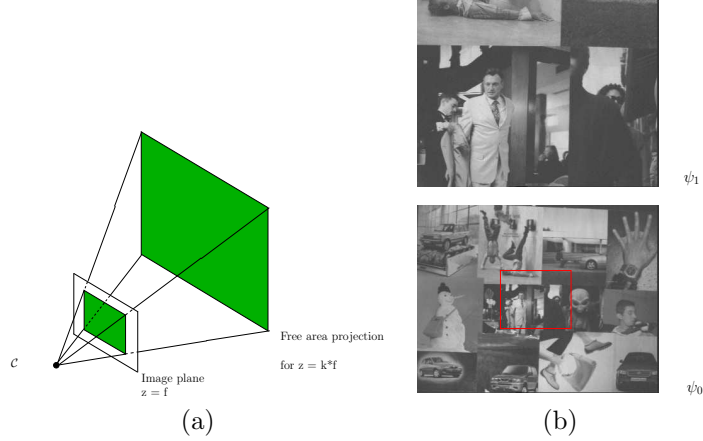 ψ₁
Free area projection
for z = k*f
𝒞
Image plane
z = f
ψ₀
(a)
(b)